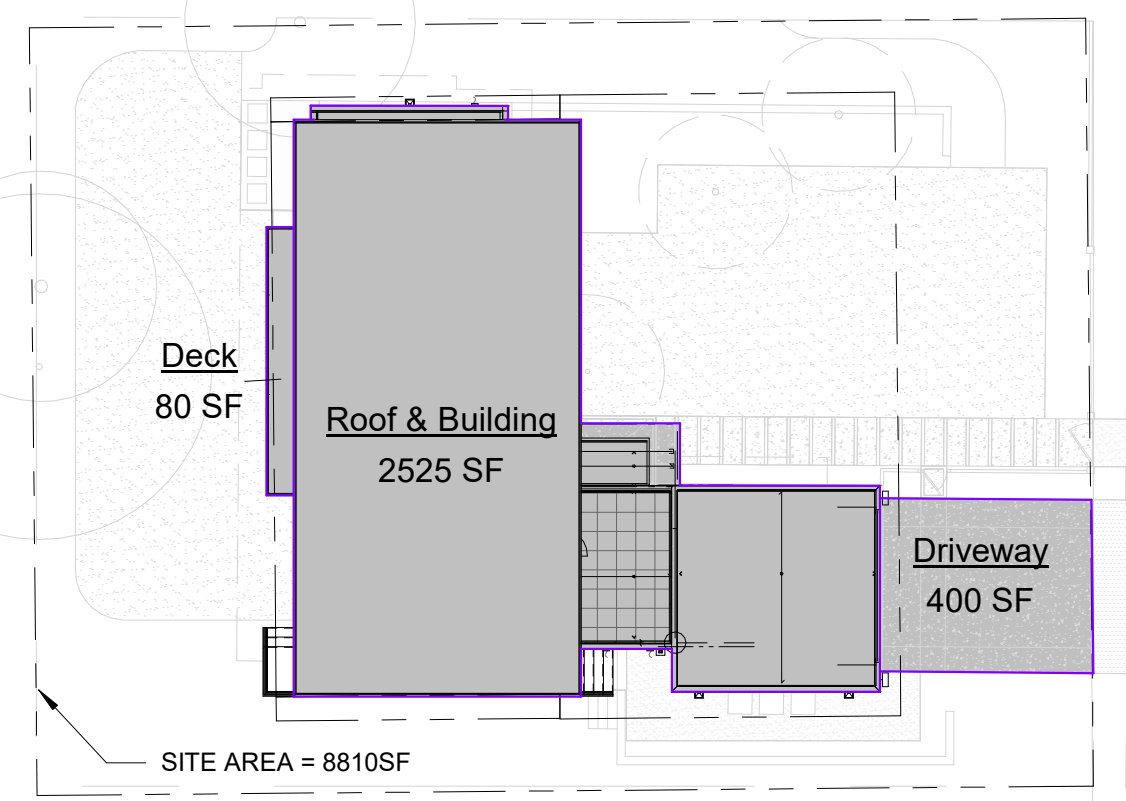 Deck
80 SF
Roof & Building
2525 SF
Driveway
400 SF
SITE AREA = 8810SF